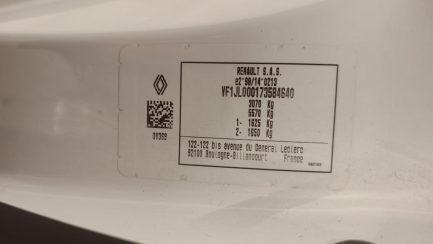 RENAULT S.A.S.
e2*98/14*0213
VF1JL000173584640
3070 Kg
5570 Kg
1- 1625 Kg
2- 1650 Kg
122-122 bis avenue du General Leclerc
92100 Boulogne-Billancourt France